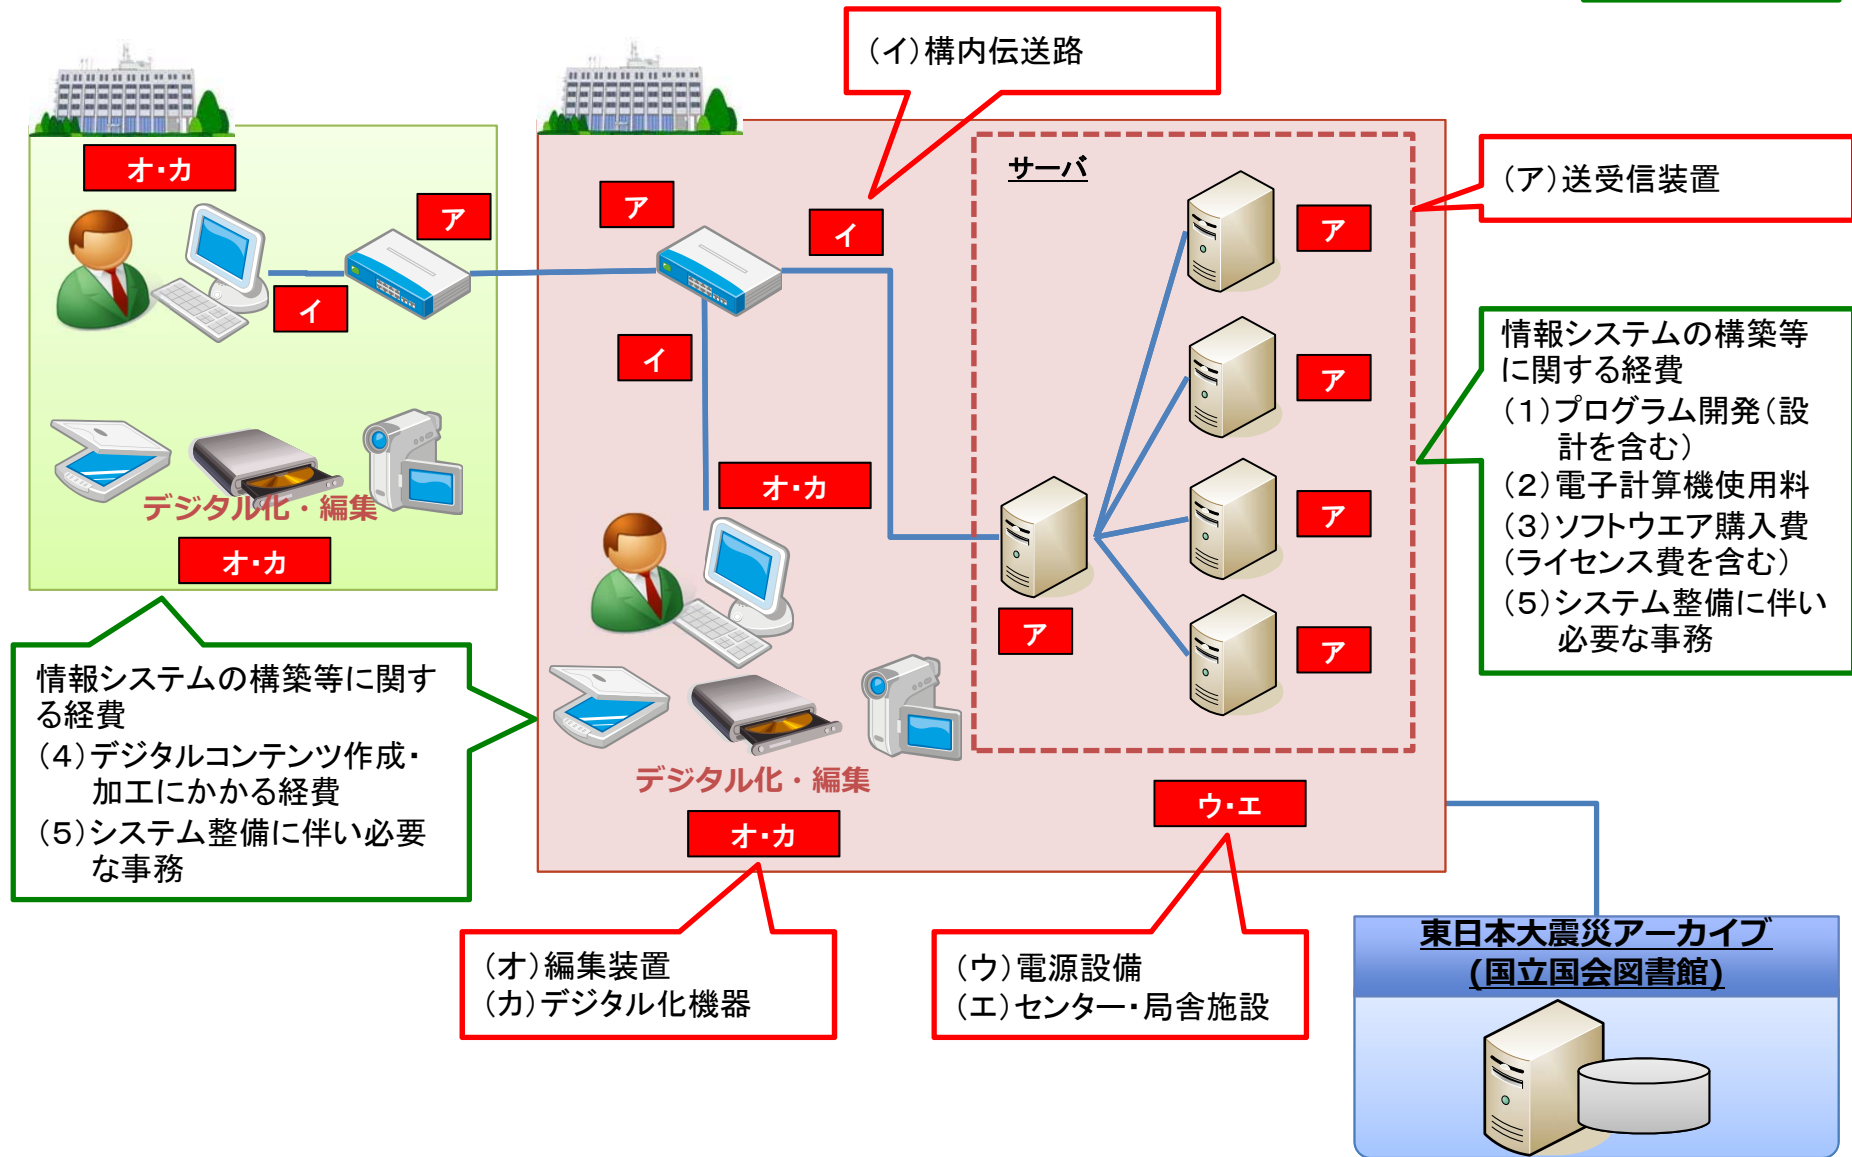 (イ)構内伝送路
オ・カ
ア
イ
デジタル化・編集
オ・カ
ア
イ
イ
サーバ
ア
ア
ア
ア
ア
オ・カ
デジタル化・編集
オ・カ
ウ・エ
(ア)送受信装置
情報システムの構築等
に関する経費
(1)プログラム開発(設
計を含む)
(2)電子計算機使用料
(3)ソフトウエア購入費
(ライセンス費を含む)
(5)システム整備に伴い
必要な事務
情報システムの構築等に関す
る経費
(4)デジタルコンテンツ作成・
加工にかかる経費
(5)システム整備に伴い必要
な事務
(オ)編集装置
(カ)デジタル化機器
(ウ)電源設備
(エ)センター・局舎施設
東日本大震災アーカイブ
(国立国会図書館)